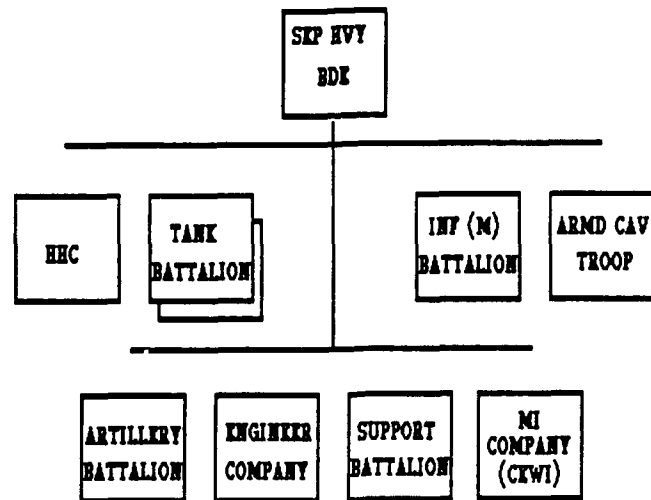 SEP HVY
BDE
HHC
TANK
BATTALION
INF (M)
BATTALION
ARMD CAV
TROOP
ARTILLERY
BATTALION
ENGINEER
COMPANY
SUPPORT
BATTALION
MI
COMPANY
(CEWI)